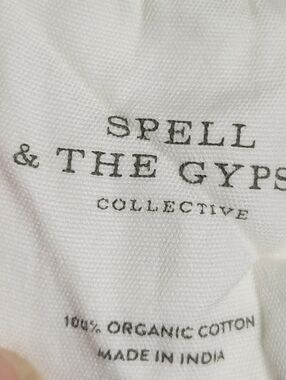 SPELL
& THE GYPS
COLLECTIVE
100% ORGANIC COTTON
MADE IN INDIA